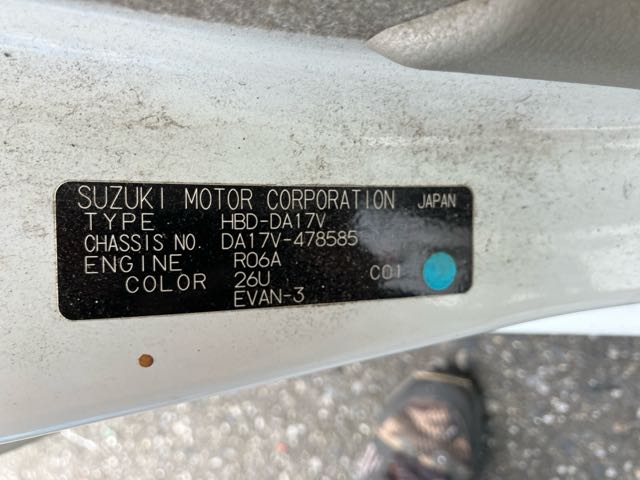 SUZUKI MOTOR CORPORATION JAPAN
TYPE HBD-DA17V
CHASSIS NO. DA17V-478585
ENGINE R06A C01
COLOR 26U
EVAN-3